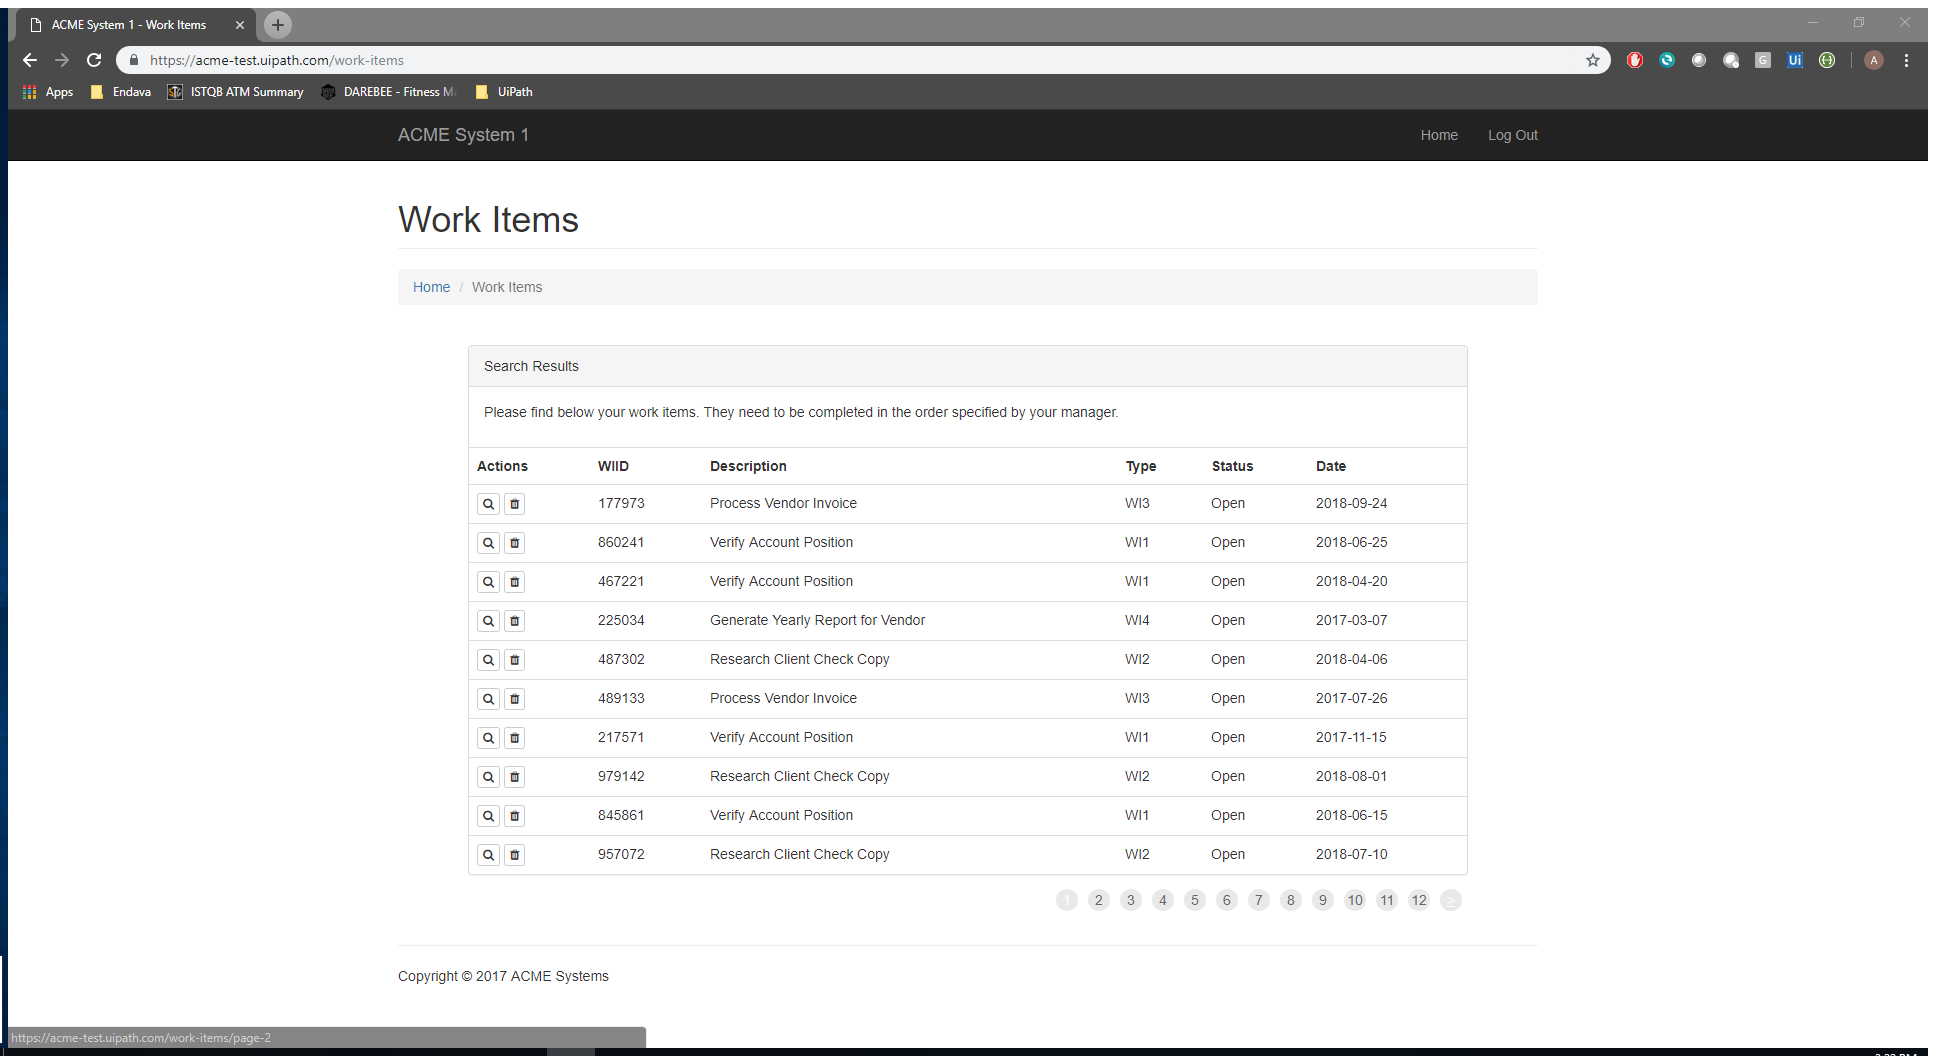 ACME System 1 - Work Items
https://acme-test.uipath.com/work-items
Apps Endava ISTQB ATM Summary DAREBEE - Fitness M UiPath
ACME System 1 Home Log Out
Work Items
Home / Work Items
Search Results
Please find below your work items. They need to be completed in the order specified by your manager.
Actions WIID Description Type Status Date
177973 Process Vendor Invoice WI3 Open 2018-09-24
860241 Verify Account Position WI1 Open 2018-06-25
467221 Verify Account Position WI1 Open 2018-04-20
225034 Generate Yearly Report for Vendor WI4 Open 2017-03-07
487302 Research Client Check Copy WI2 Open 2018-04-06
489133 Process Vendor Invoice WI3 Open 2017-07-26
217571 Verify Account Position WI1 Open 2017-11-15
979142 Research Client Check Copy WI2 Open 2018-08-01
845861 Verify Account Position WI1 Open 2018-06-15
957072 Research Client Check Copy WI2 Open 2018-07-10
1 2 3 4 5 6 7 8 9 10 11 12 >
Copyright © 2017 ACME Systems
https://acme-test.uipath.com/work-items/page-2